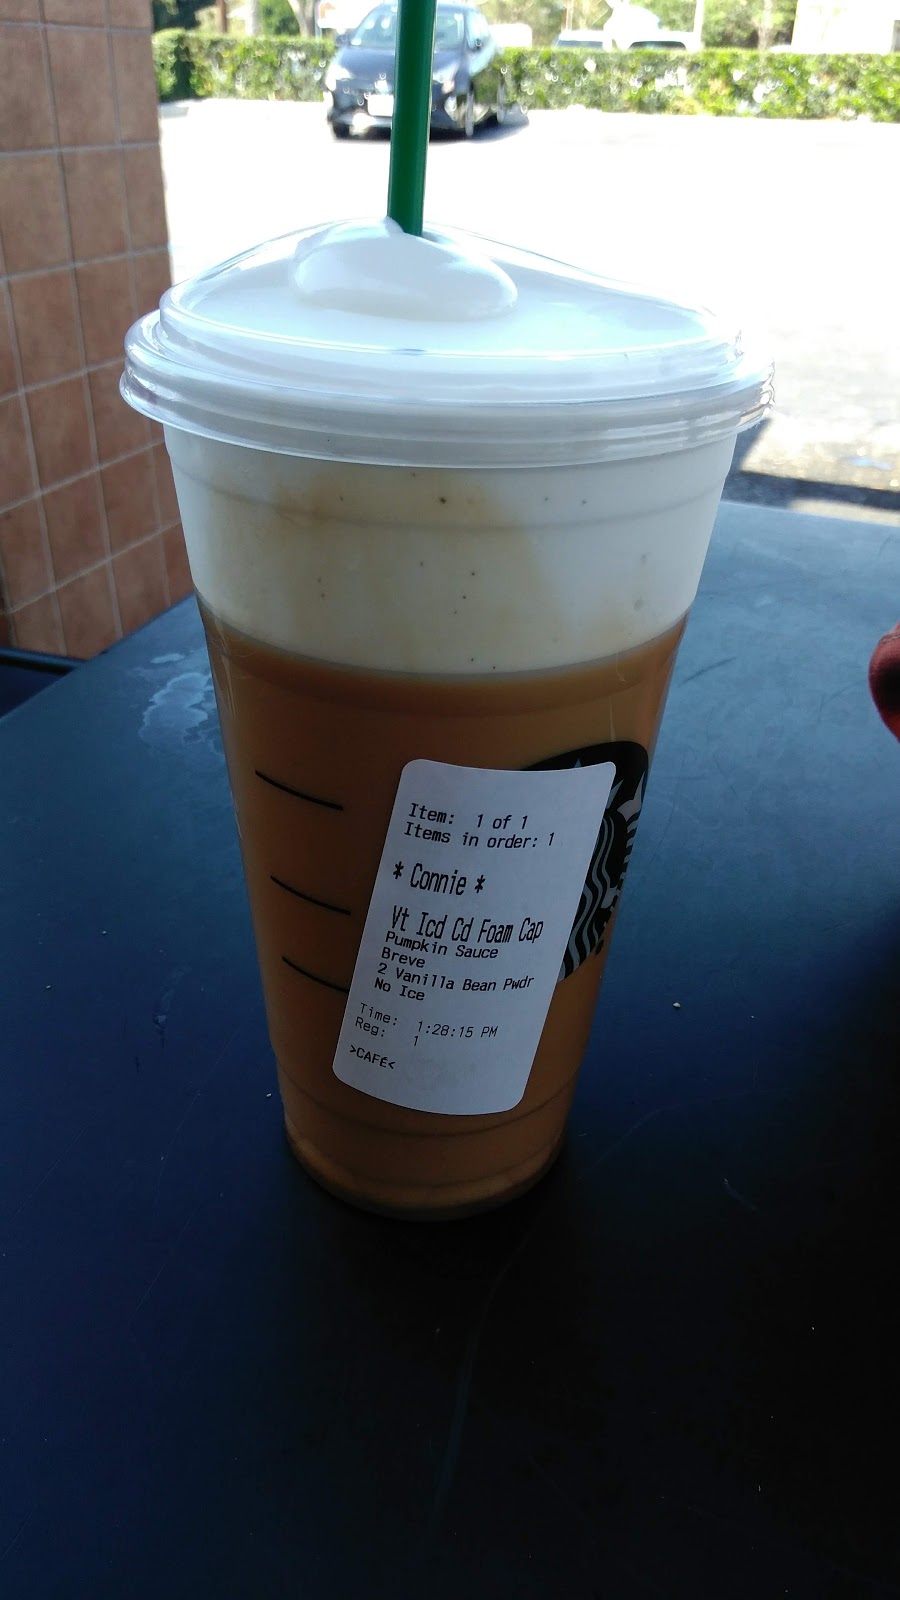 Item: 1 of 1
Items in order: 1
* Connie *
Vt Icd Cd Foam Cap
Pumpkin Sauce
Breve
2 Vanilla Bean Pwdr
No Ice
Time: 1:28:15 PM
Reg: 1
>CAFÉ<